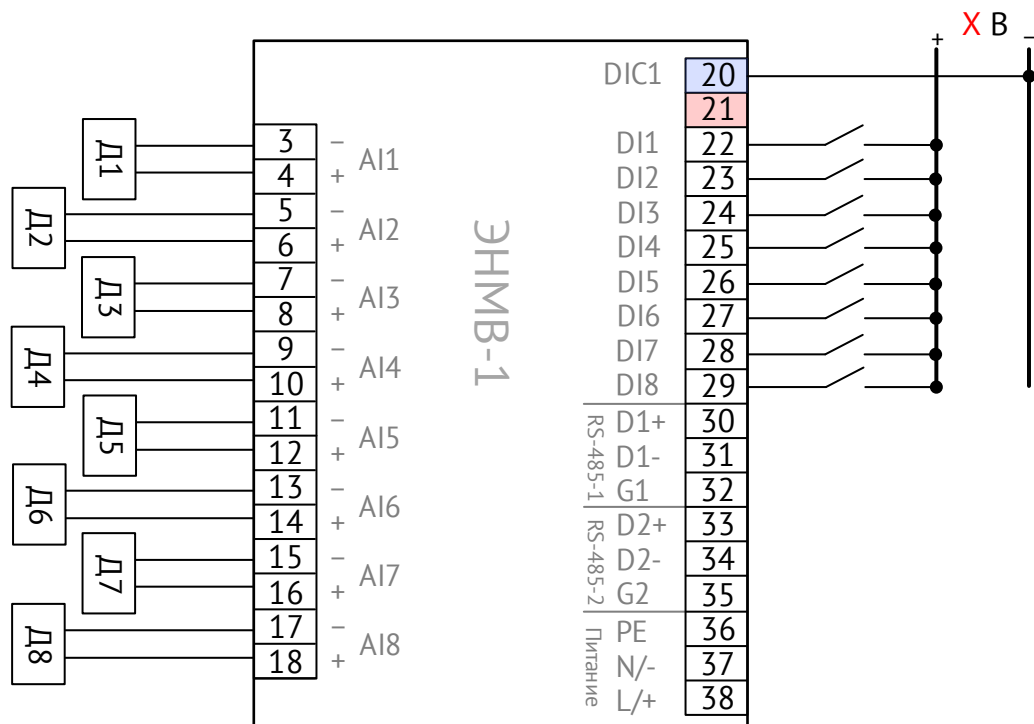 + Х В −
DIC1 20
21
3 − AI1
4 +
5 − AI2
6 +
7 − AI3
8 +
9 − AI4
10 +
11 − AI5
12 +
13 − AI6
14 +
15 − AI7
16 +
17 − AI8
18 +
Д1
Д2
Д3
Д4
Д5
Д6
Д7
Д8
ЭНМВ-1
DI1 22
DI2 23
DI3 24
DI4 25
DI5 26
DI6 27
DI7 28
DI8 29
RS-485-1
D1+ 30
D1- 31
G1 32
RS-485-2
D2+ 33
D2- 34
G2 35
Питание
PE 36
N/- 37
L/+ 38